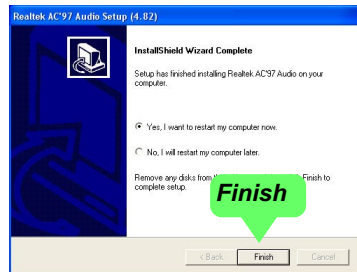 Realtek AC'97 Audio Setup (4.82)
InstallShield Wizard Complete
Setup has finished installing Realtek AC'97 Audio on your
computer.
Yes, I want to restart my computer now.
No, I will restart my computer later.
Remove any disks from Finish to
complete setup.
Finish
< Back Finish Cancel